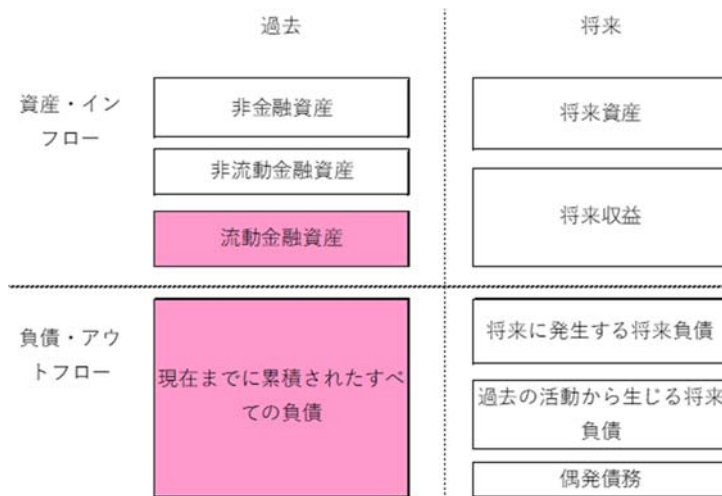 過去
将来
資産・イン
フロー
非金融資産
非流動金融資産
流動金融資産
将来資産
将来収益
負債・アウ
トフロー
現在までに累積されたすべ
ての負債
将来に発生する将来負債
過去の活動から生じる将来
負債
偶発債務